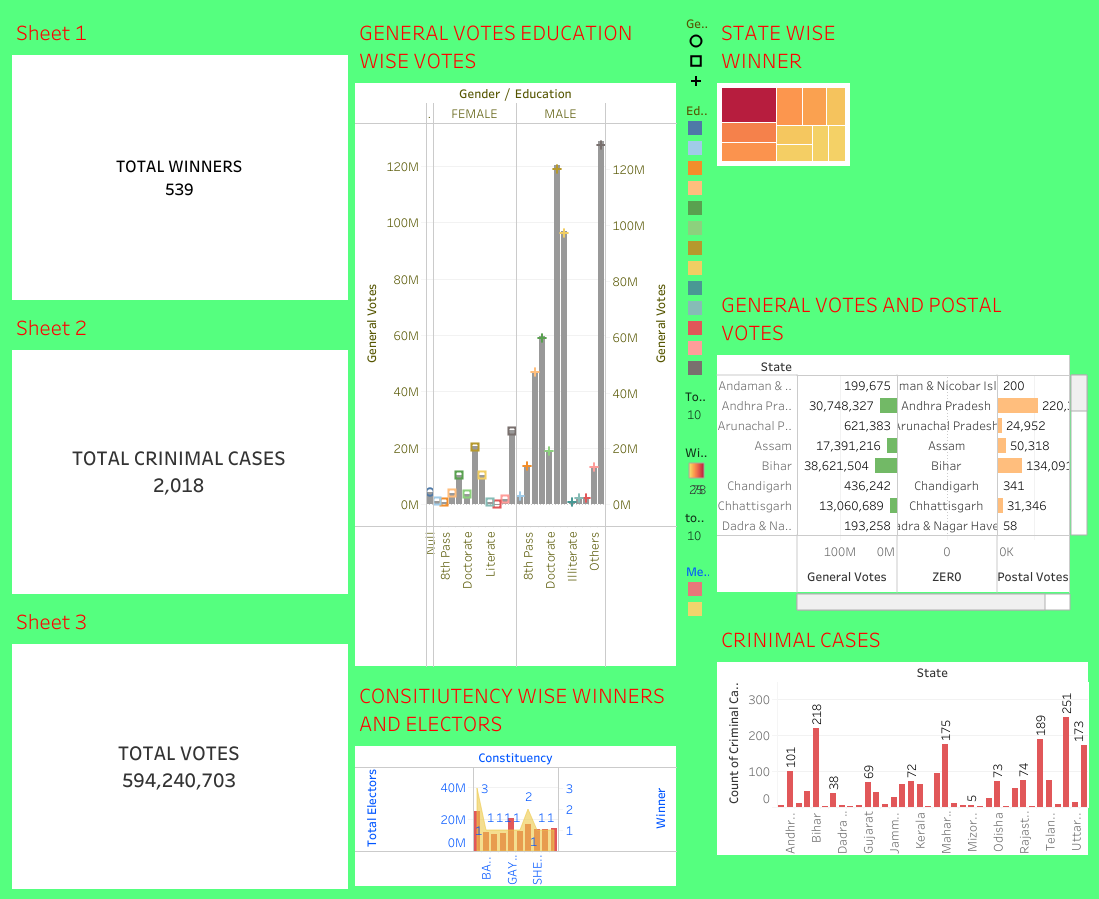 Sheet 1
TOTAL WINNERS
539
Sheet 2
TOTAL CRINIMAL CASES
2,018
Sheet 3
TOTAL VOTES
594,240,703
GENERAL VOTES EDUCATION
WISE VOTES
Gender / Education
.
FEMALE
MALE
General Votes
120M
100M
80M
60M
40M
20M
0M
120M
100M
80M
60M
40M
20M
0M
General Votes
Null
8th Pass
Doctorate
Literate
8th Pass
Doctorate
Illiterate
Others
CONSITIUTENCY WISE WINNERS
AND ELECTORS
Constituency
Total Electors
40M
20M
0M
3
1
1 1 1 1
2
1
1 1
3
2
1
Winner
BA..
GAY..
SHE..
Ge..
Ed..
To..
10
Wi..
to..
10
Me..
STATE WISE
WINNER
GENERAL VOTES AND POSTAL
VOTES
State
Andaman & .. 199,675 man & Nicobar Isl 200
Andhra Pra.. 30,748,327 Andhra Pradesh 220,
Arunachal P.. 621,383 Arunachal Pradesh 24,952
Assam 17,391,216 Assam 50,318
Bihar 38,621,504 Bihar 134,091
Chandigarh 436,242 Chandigarh 341
Chhattisgarh 13,060,689 Chhattisgarh 31,346
Dadra & Na.. 193,258 adra & Nagar Have 58
100M 0M 0 0K
General Votes ZER0 Postal Votes
CRINIMAL CASES
State
Count of Criminal Ca..
300
200
100
0
101
218
38
69
72
175
5
73
74
189
251
173
Andhr..
Bihar
Dadra ..
Gujarat
Jamm..
Kerala
Mahar..
Mizor..
Odisha
Rajast..
Telan..
Uttar..